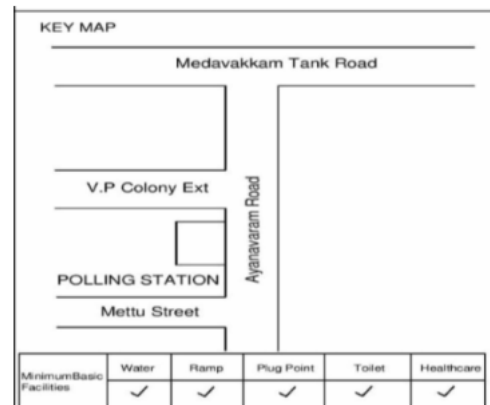 KEY MAP
Medavakkam Tank Road
V.P Colony Ext
Ayanavaram Road
POLLING STATION
Mettu Street
MinimumBasic Facilities
Water Ramp Plug Point Toilet Healthcare
✓ ✓ ✓ ✓ ✓